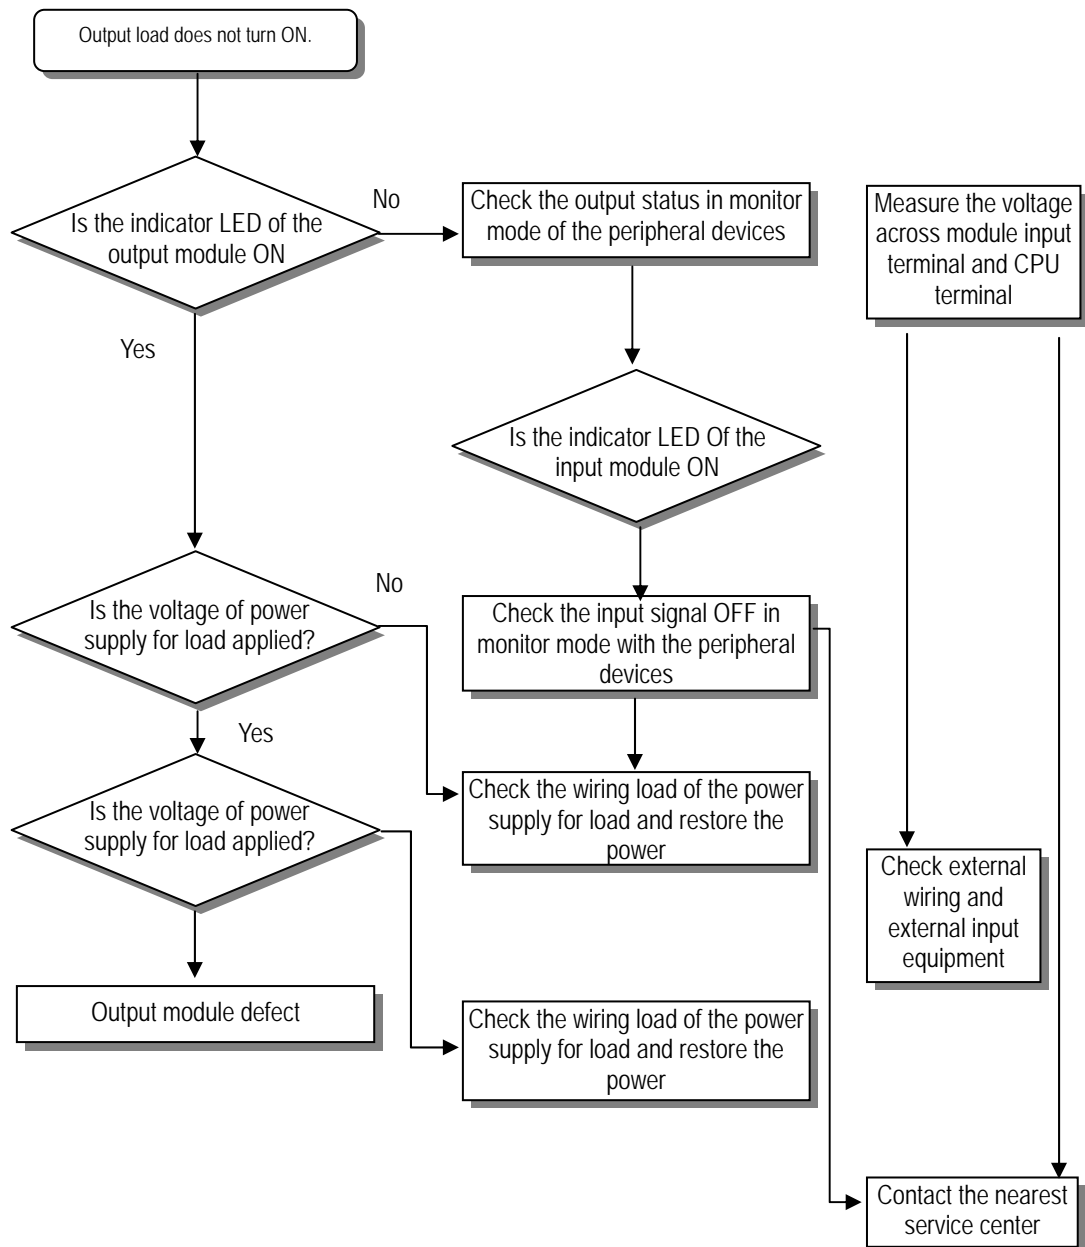 Output load does not turn ON.
Is the indicator LED of the
output module ON
No
Check the output status in monitor
mode of the peripheral devices
Measure the voltage
across module input
terminal and CPU
terminal
Yes
Is the indicator LED Of the
input module ON
Is the voltage of power
supply for load applied?
No
Check the input signal OFF in
monitor mode with the peripheral
devices
Yes
Is the voltage of power
supply for load applied?
Check the wiring load of the power
supply for load and restore the
power
Check external
wiring and
external input
equipment
Output module defect
Check the wiring load of the power
supply for load and restore the
power
Contact the nearest
service center